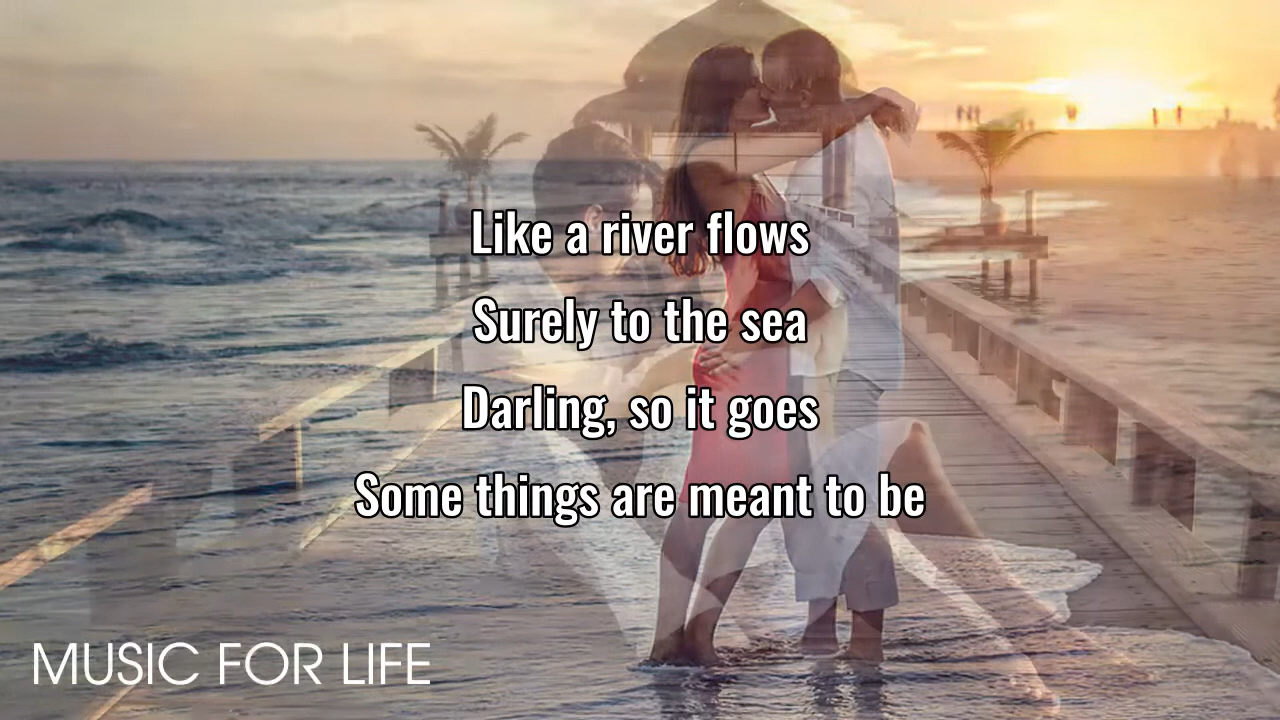 Like a river flows
Surely to the sea
Darling, so it goes
Some things are meant to be
MUSIC FOR LIFE